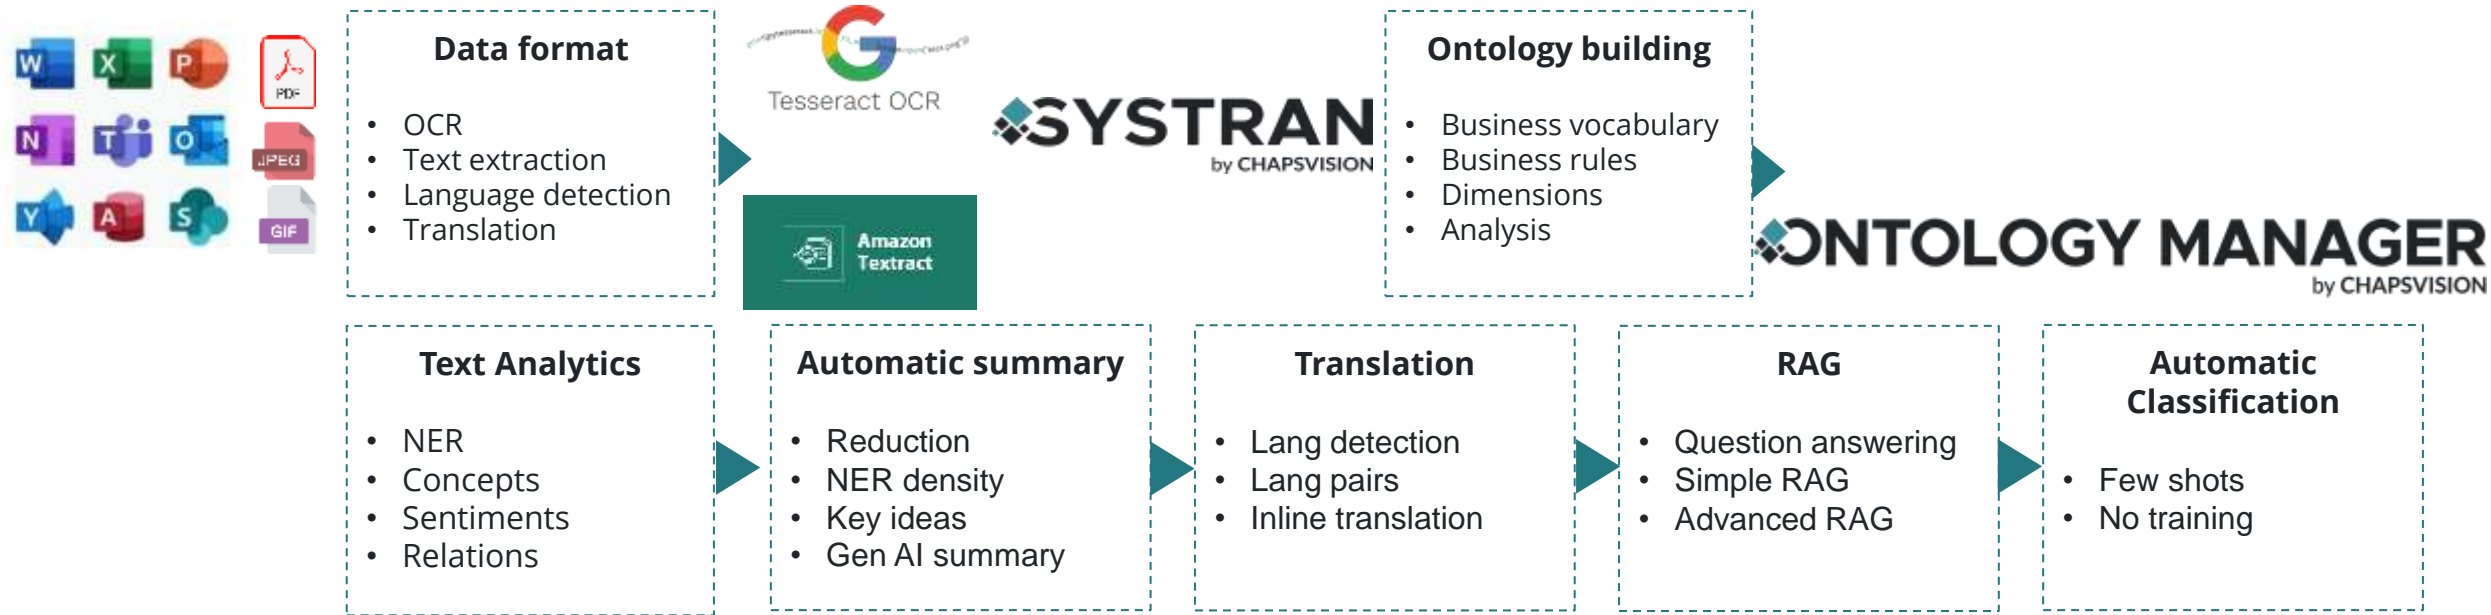 W
X
P
PDF
N
T
O
JPEG
Y
A
S
GIF
Data format
• OCR
• Text extraction
• Language detection
• Translation
Tesseract OCR
SYSTRAN
by CHAPSVISION
Amazon
Textract
Ontology building
• Business vocabulary
• Business rules
• Dimensions
• Analysis
ONTOLOGY MANAGER
by CHAPSVISION
Text Analytics
• NER
• Concepts
• Sentiments
• Relations
Automatic summary
• Reduction
• NER density
• Key ideas
• Gen AI summary
Translation
• Lang detection
• Lang pairs
• Inline translation
RAG
• Question answering
• Simple RAG
• Advanced RAG
Automatic
Classification
• Few shots
• No training